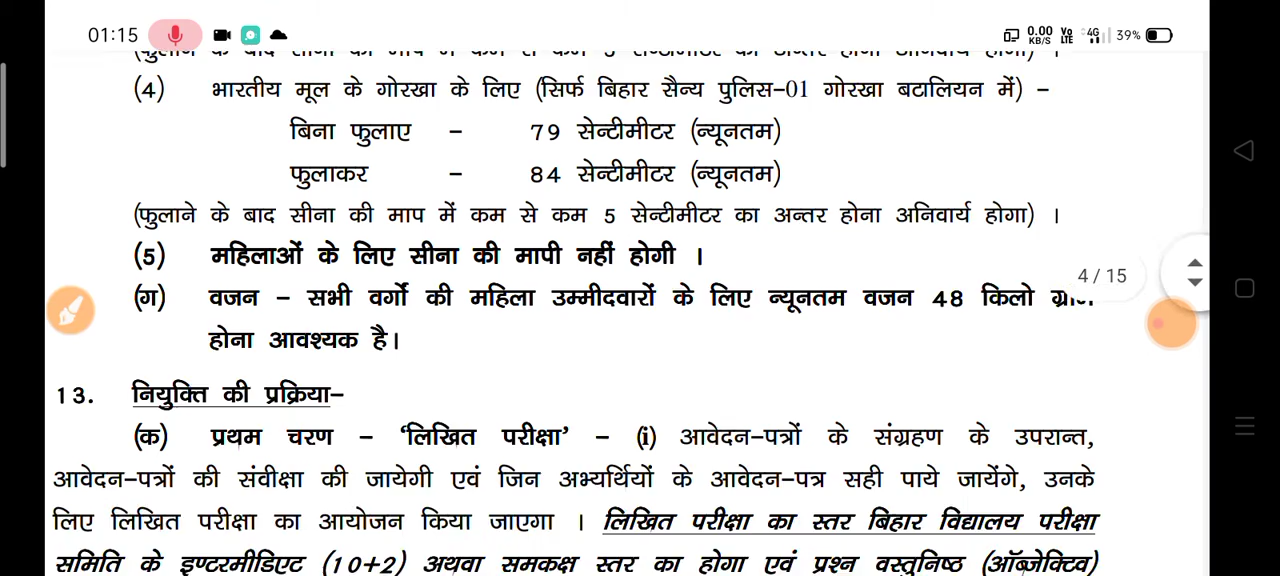 01:15 0.00 KB/S Vo LTE 4G 39%
(4) भारतीय मूल के गोरखा के लिए (सिर्फ बिहार सैन्य पुलिस-01 गोरखा बटालियन में) –
बिना फुलाए – 79 सेन्टीमीटर (न्यूनतम)
फुलाकर – 84 सेन्टीमीटर (न्यूनतम)
(फुलाने के बाद सीना की माप में कम से कम 5 सेन्टीमीटर का अन्तर होना अनिवार्य होगा) ।
(5) महिलाओं के लिए सीना की मापी नहीं होगी ।
4 / 15
(ग) वजन – सभी वर्गों की महिला उम्मीदवारों के लिए न्यूनतम वजन 48 किलो ग्राम
होना आवश्यक है।
13. नियुक्ति की प्रक्रिया–
(क) प्रथम चरण – ‘लिखित परीक्षा’ – (i) आवेदन-पत्रों के संग्रहण के उपरान्त,
आवेदन-पत्रों की संवीक्षा की जायेगी एवं जिन अभ्यर्थियों के आवेदन-पत्र सही पाये जायेंगे, उनके
लिए लिखित परीक्षा का आयोजन किया जाएगा । लिखित परीक्षा का स्तर बिहार विद्यालय परीक्षा
समिति के इण्टरमीडिएट (10+2) अथवा समकक्ष स्तर का होगा एवं प्रश्न वस्तुनिष्ठ (ऑब्जेक्टिव)